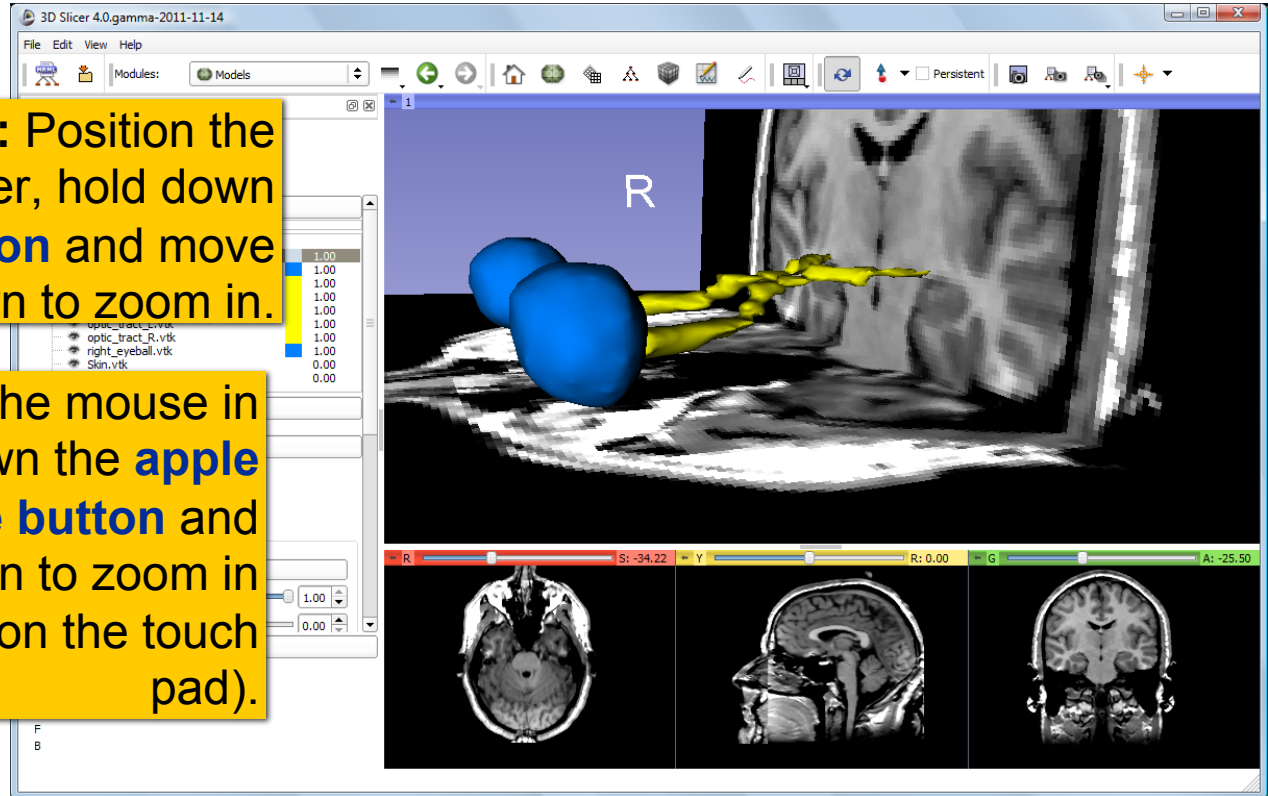 3D Slicer 4.0.gamma-2011-11-14
File Edit View Help
Modules: Models Persistent
1
: Position the
er, hold down
on and move
n to zoom in.
1.00
1.00
1.00
1.00
1.00
optic_tract_L.vtk 1.00
optic_tract_R.vtk 1.00
right_eyeball.vtk 1.00
Skin.vtk 0.00
0.00
he mouse in
wn the apple
e button and
n to zoom in
on the touch
pad).
1.00
0.00
F
B
R
R S: -34.22
Y R: 0.00
G A: -25.50